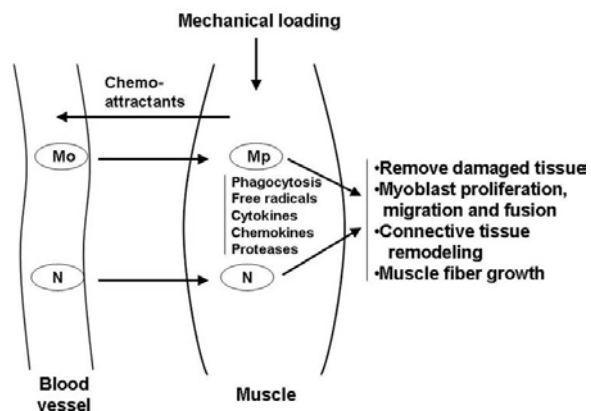 Mechanical loading
Chemo-
attractants
Mo
Mp
Phagocytosis
Free radicals
Cytokines
Chemokines
Proteases
N
N
•Remove damaged tissue
•Myoblast proliferation,
migration and fusion
•Connective tissue
remodeling
•Muscle fiber growth
Blood
vessel
Muscle